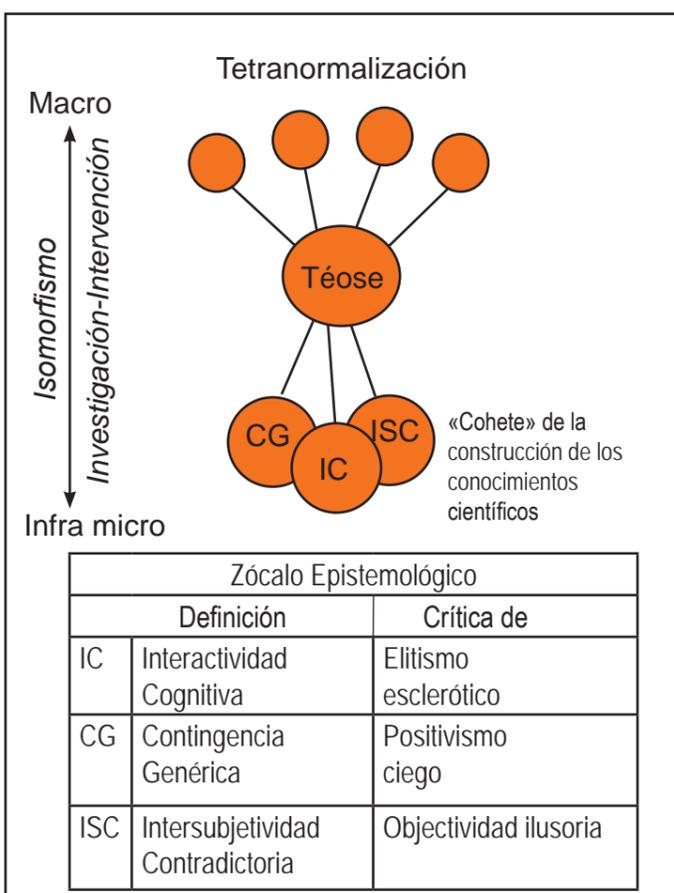 Tetranormalización
Macro
Isomorfismo
Investigación-Intervención
Téose
CG
ISC
IC
«Cohete» de la
construcción de los
conocimientos
científicos
Infra micro
Zócalo Epistemológico
Definición Crítica de
IC Interactividad Elitismo
Cognitiva esclerótico
CG Contingencia Positivismo
Genérica ciego
ISC Intersubjetividad Objectividad ilusoria
Contradictoria